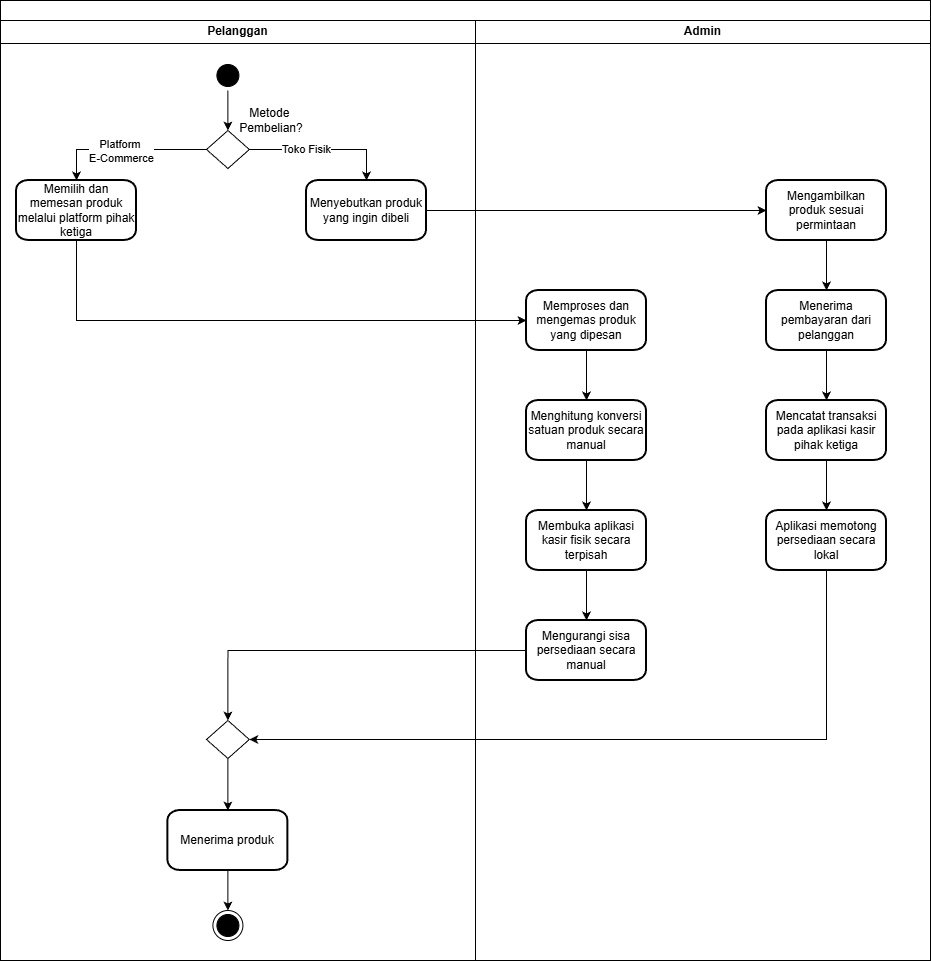 Pelanggan
Admin
Metode
Pembelian?
Platform
E-Commerce
Toko Fisik
Memilih dan
memesan produk
melalui platform pihak
ketiga
Menyebutkan produk
yang ingin dibeli
Mengambilkan
produk sesuai
permintaan
Memproses dan
mengemas produk
yang dipesan
Menerima
pembayaran dari
pelanggan
Menghitung konversi
satuan produk secara
manual
Mencatat transaksi
pada aplikasi kasir
pihak ketiga
Membuka aplikasi
kasir fisik secara
terpisah
Aplikasi memotong
persediaan secara
lokal
Mengurangi sisa
persediaan secara
manual
Menerima produk